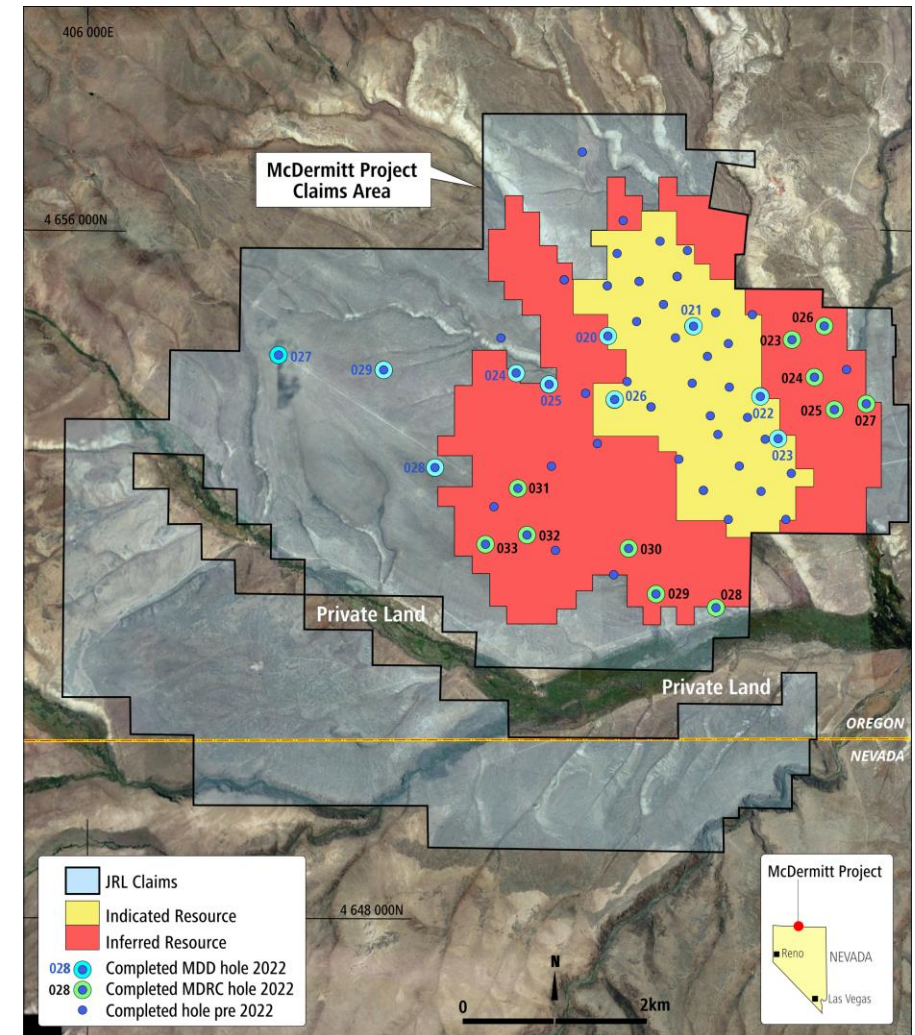 406 000E
McDermitt Project
Claims Area
4 656 000N
021
026
020
023
027
029
024
024
025
026
022
025
027
023
028
031
032
033
030
029
028
Private Land
Private Land
OREGON
NEVADA
JRL Claims
Indicated Resource
Inferred Resource
028 Completed MDD hole 2022
028 Completed MDRC hole 2022
Completed hole pre 2022
4 648 000N
N
0 2km
McDermitt Project
Reno
NEVADA
Las Vegas